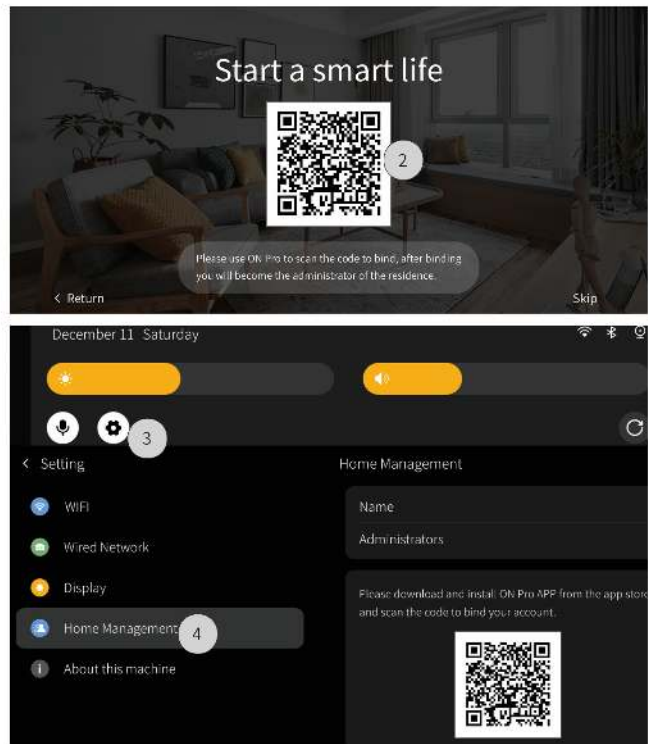 Start a smart life
2
Please use ON Pro to scan the code to bind, after binding
you will become the administrator of the residence.
< Return
Skip
December 11 Saturday
3
< Setting
Home Management
WIFI
Name
Wired Network
Administrators
Display
Please download and install ON Pro APP from the app store
and scan the code to bind your account.
Home Management
4
About this machine